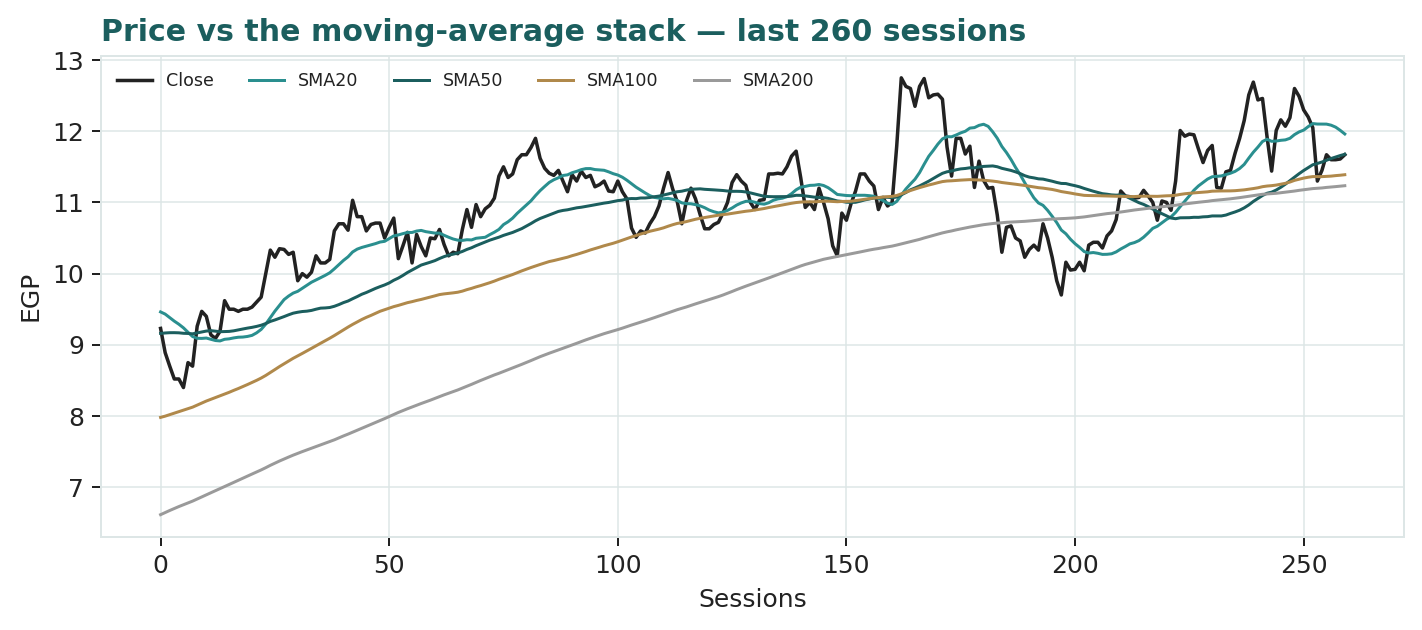 Price vs the moving-average stack — last 260 sessions
Close SMA20 SMA50 SMA100 SMA200
13
12
11
10
9
8
7
EGP
0 50 100 150 200 250
Sessions